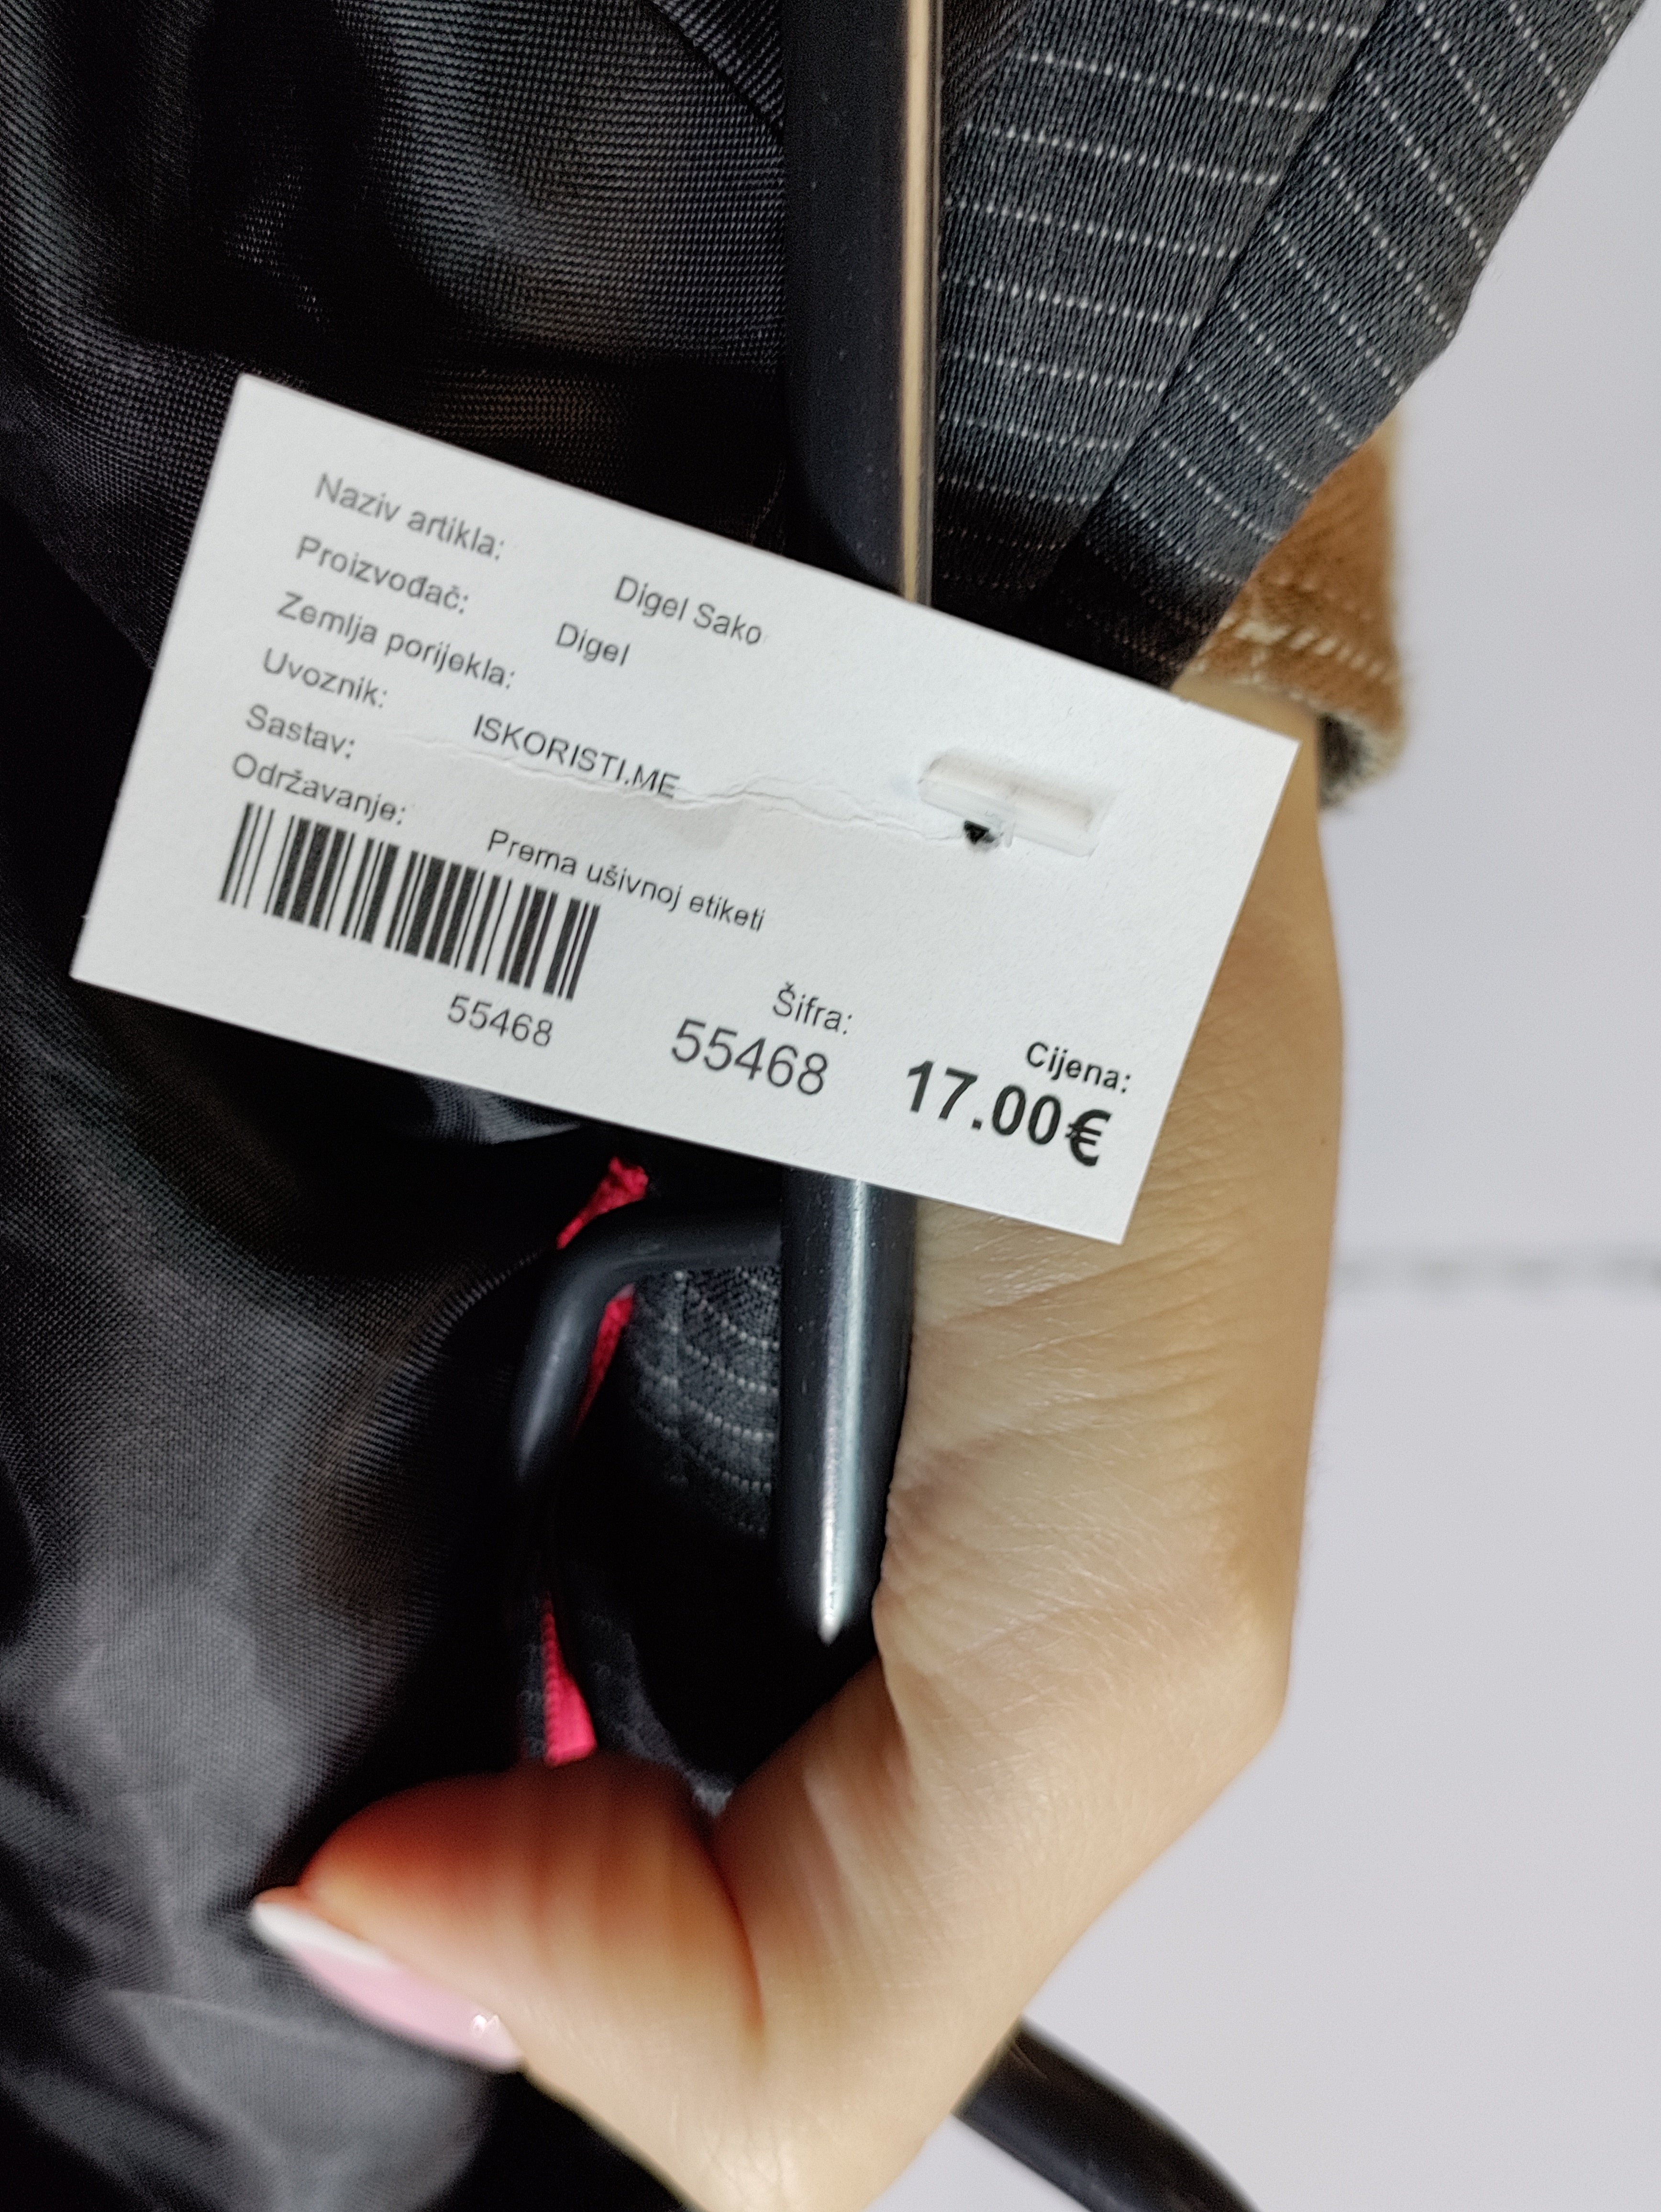 Naziv artikla: Digel Sako
Proizvođač: Digel
Zemlja porijekla:
Uvoznik: ISKORISTI.ME
Sastav:
Održavanje: Prema ušivnoj etiketi
55468
Šifra:
55468
Cijena:
17.00€